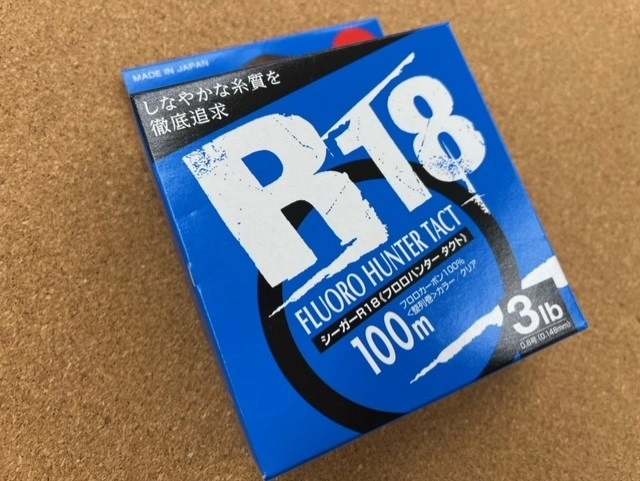 MADE IN JAPAN
しなやかな糸質を
徹底追求
R18
FLUORO HUNTER TACT
シーガーR18(フロロハンター タクト)
100m
フロロカーボン100%
<整列巻>カラー／クリア
3lb
0.8号(0.148mm)